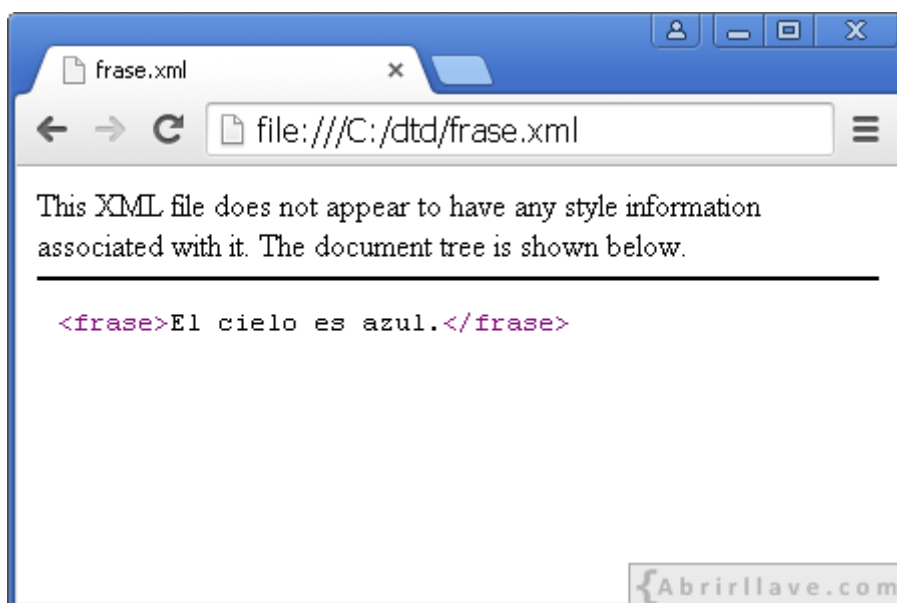 frase.xml
file:///C:/dtd/frase.xml
This XML file does not appear to have any style information
associated with it. The document tree is shown below.
<frase>El cielo es azul.</frase>
{Abrirllave.com